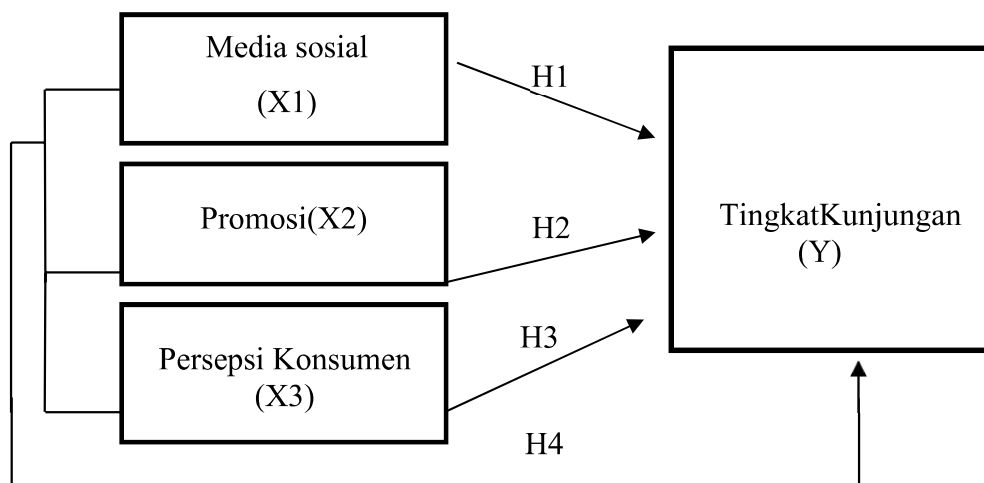 Media sosial
(X1)
H1
Promosi(X2)
H2
TingkatKunjungan
(Y)
Persepsi Konsumen
(X3)
H3
H4